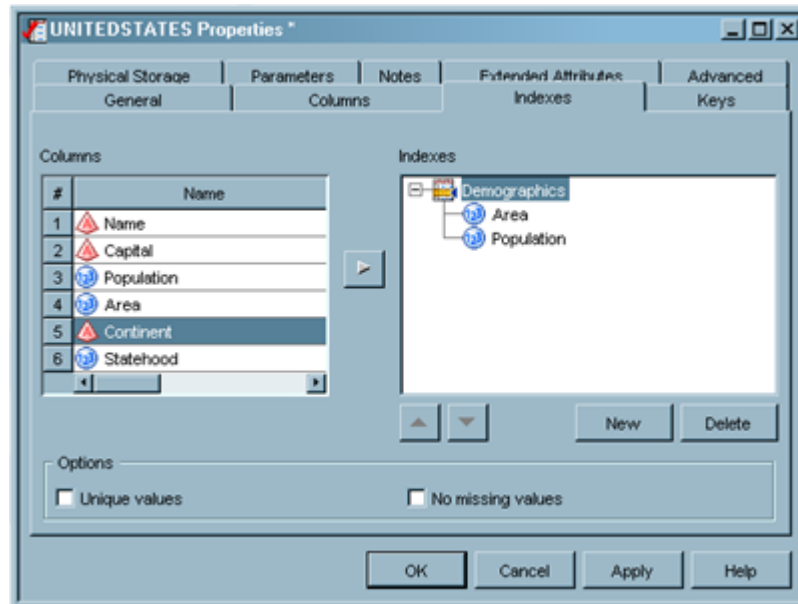 UNITEDSTATES Properties *
Physical Storage Parameters Notes Extended Attributes Advanced
General Columns Indexes Keys
Columns Indexes
# Name
1 Name
2 Capital
3 Population
4 Area
5 Continent
6 Statehood
Demographics
Area
Population
New Delete
Options
Unique values No missing values
OK Cancel Apply Help